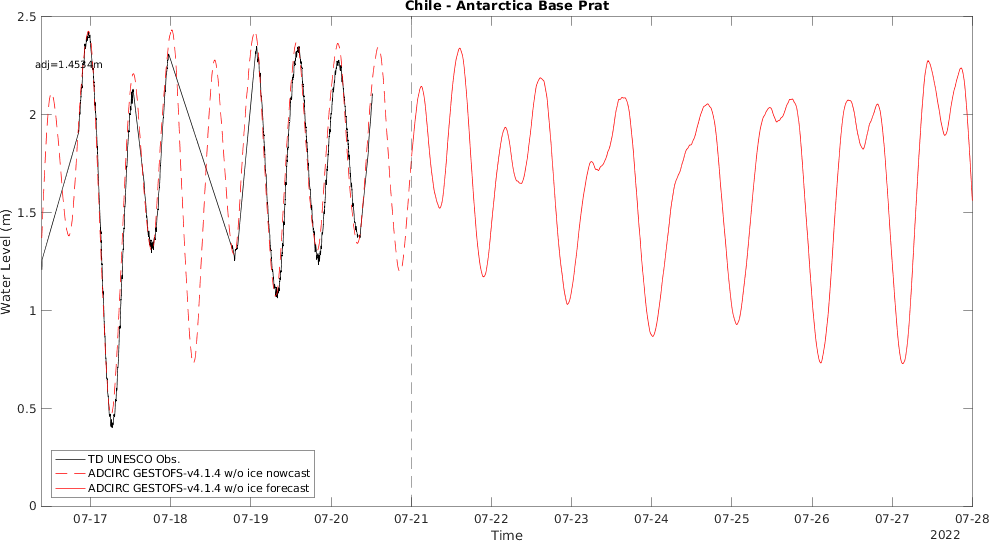 Chile - Antarctica Base Prat
2.5
adj=1.4534m
2
1.5
1
0.5
0
Water Level (m)
TD UNESCO Obs.
ADCIRC GESTOFS-v4.1.4 w/o ice nowcast
ADCIRC GESTOFS-v4.1.4 w/o ice forecast
07-17 07-18 07-19 07-20 07-21 07-22 07-23 07-24 07-25 07-26 07-27 07-28
Time
2022